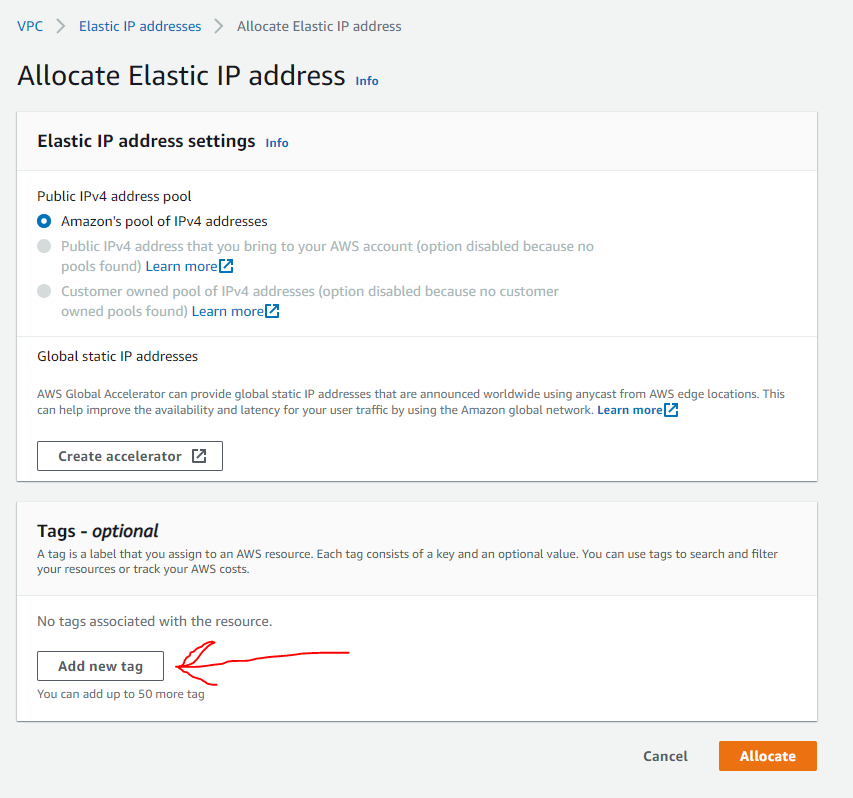 VPC > Elastic IP addresses > Allocate Elastic IP address
Allocate Elastic IP address Info
Elastic IP address settings Info
Public IPv4 address pool
Amazon's pool of IPv4 addresses
Public IPv4 address that you bring to your AWS account (option disabled because no
pools found) Learn more
Customer owned pool of IPv4 addresses (option disabled because no customer
owned pools found) Learn more
Global static IP addresses
AWS Global Accelerator can provide global static IP addresses that are announced worldwide using anycast from AWS edge locations. This
can help improve the availability and latency for your user traffic by using the Amazon global network. Learn more
Create accelerator
Tags - optional
A tag is a label that you assign to an AWS resource. Each tag consists of a key and an optional value. You can use tags to search and filter
your resources or track your AWS costs.
No tags associated with the resource.
Add new tag
You can add up to 50 more tag
Cancel
Allocate